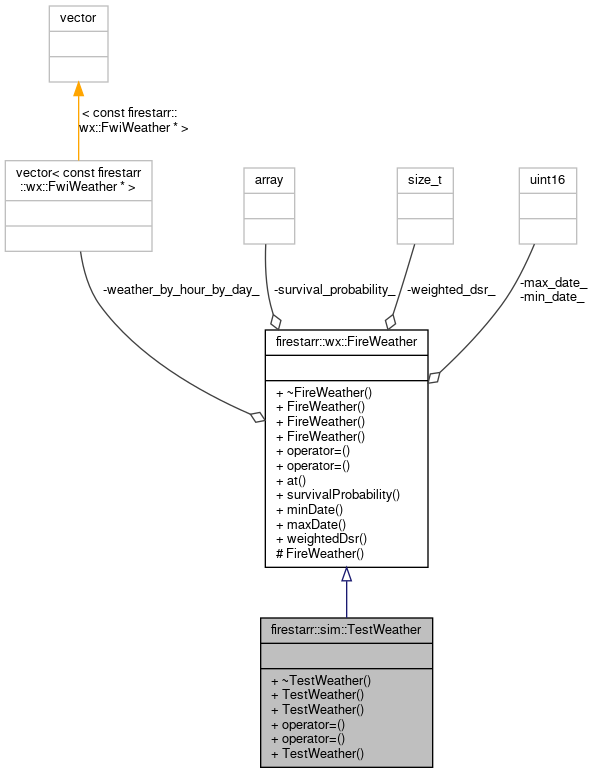 vector
< const firestarr::
wx::FwiWeather * >
vector< const firestarr
::wx::FwiWeather * >
array
size_t
uint16
-weather_by_hour_by_day_
-survival_probability_
-weighted_dsr_
-max_date_
-min_date_
firestarr::wx::FireWeather
+ ~FireWeather()
+ FireWeather()
+ FireWeather()
+ FireWeather()
+ operator=()
+ operator=()
+ at()
+ survivalProbability()
+ minDate()
+ maxDate()
+ weightedDsr()
# FireWeather()
firestarr::sim::TestWeather
+ ~TestWeather()
+ TestWeather()
+ TestWeather()
+ operator=()
+ operator=()
+ TestWeather()